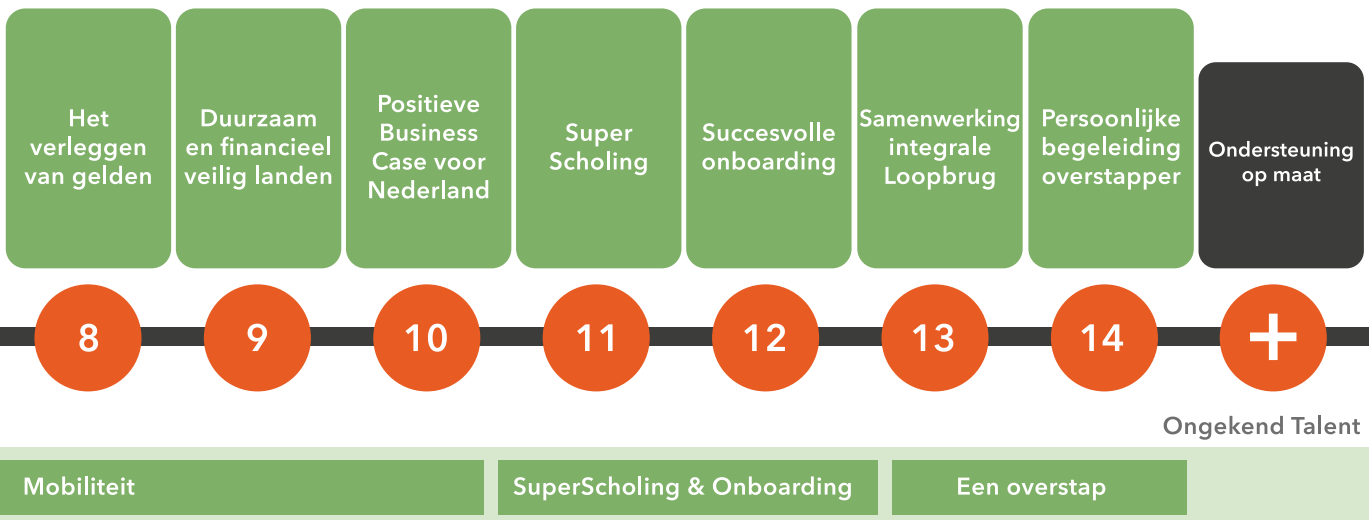 Het
verleggen
van gelden
Duurzaam
en financieel
veilig landen
Positieve
Business
Case voor
Nederland
Super
Scholing
Succesvolle
onboarding
Samenwerking
integrale
Loopbrug
Persoonlijke
begeleiding
overstapper
Ondersteuning
op maat
8
9
10
11
12
13
14
+
Ongekend Talent
Mobiliteit
SuperScholing & Onboarding
Een overstap